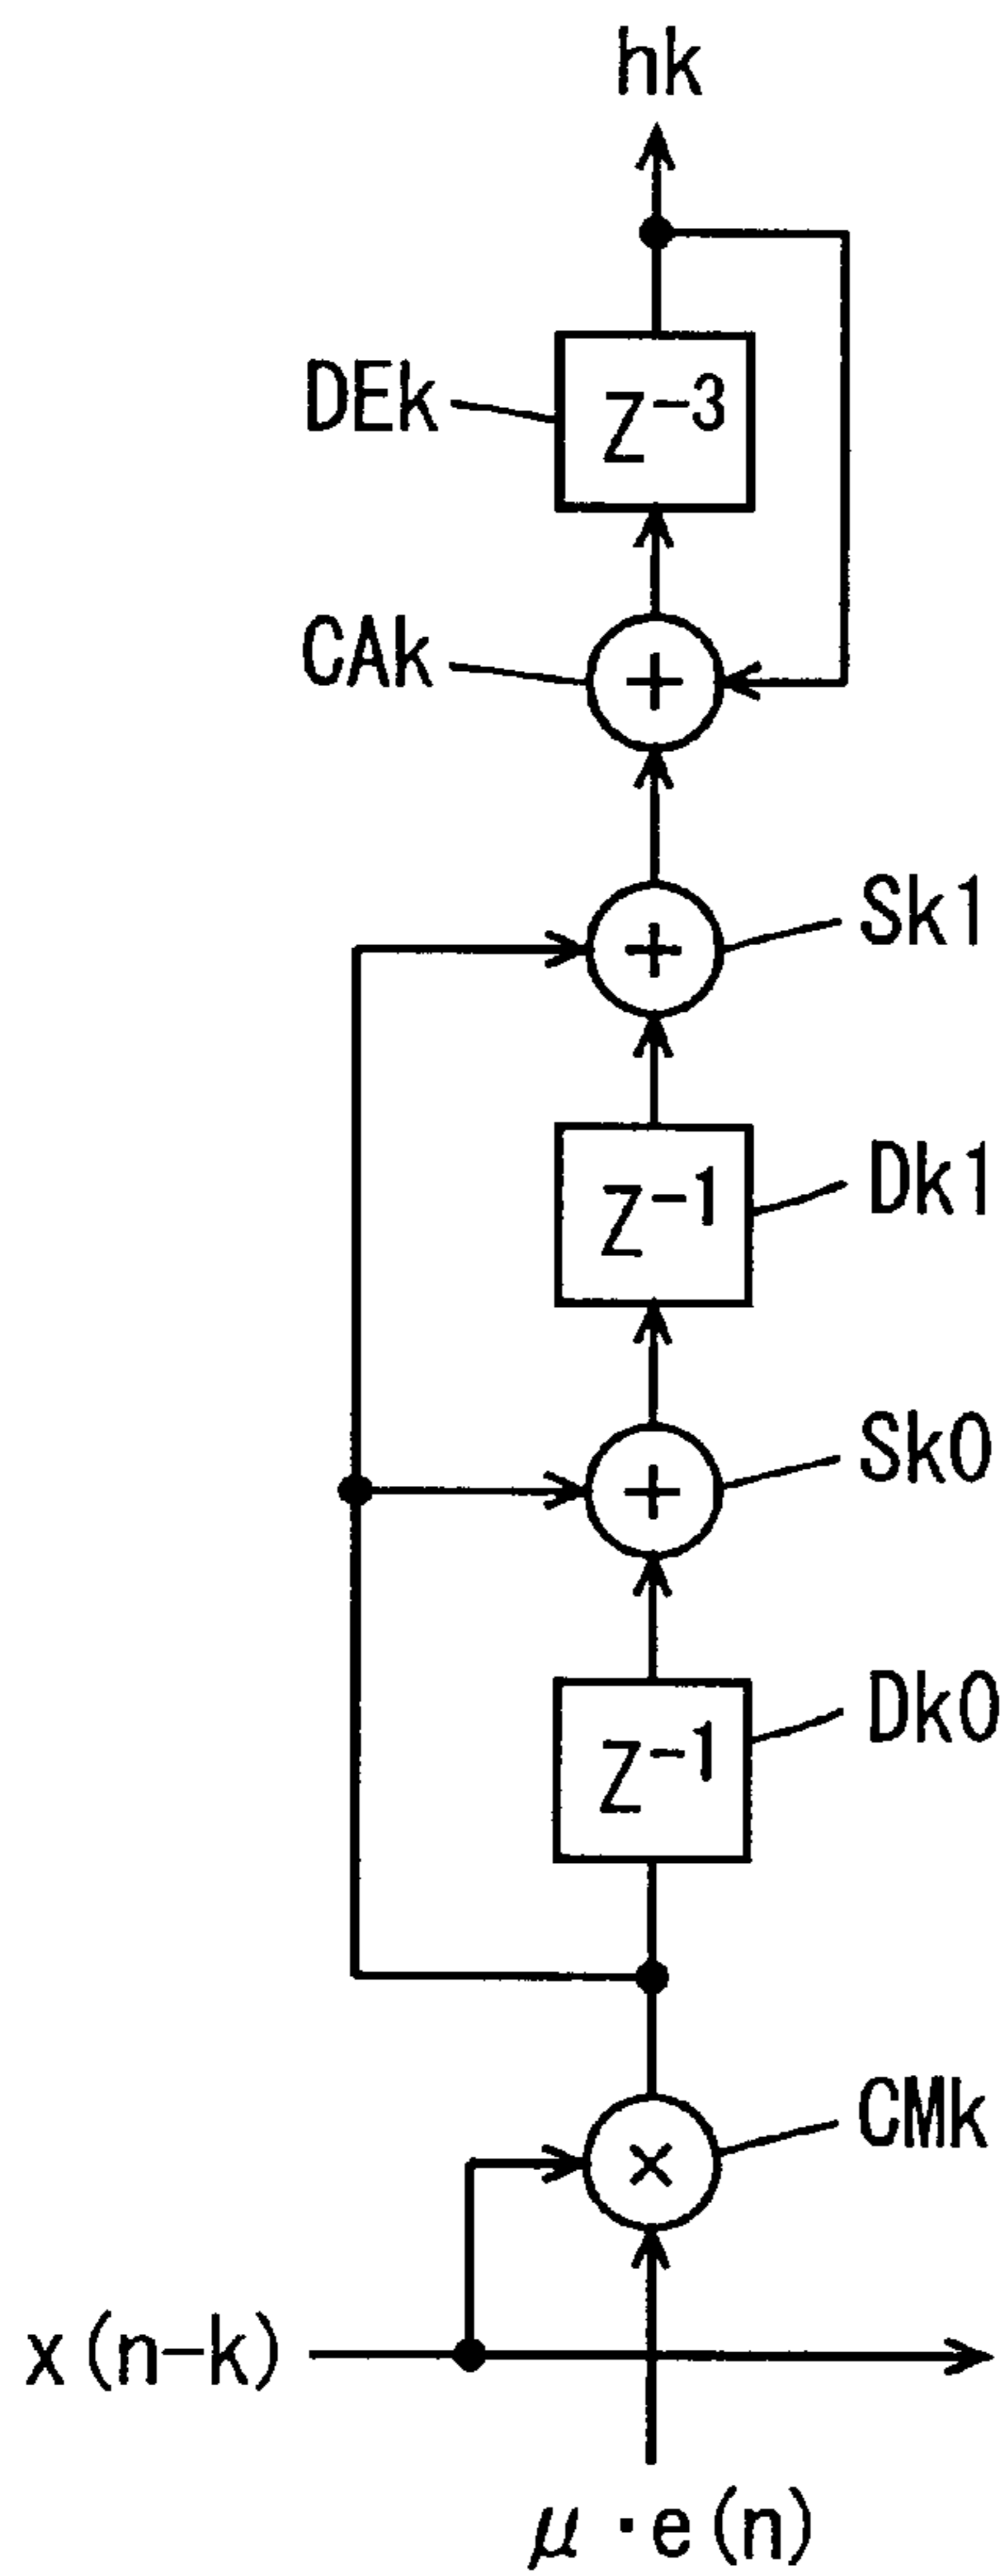 hk
DEk
Z⁻³
CAk
+
Sk1
+
Z⁻¹
Dk1
Sk0
+
Dk0
Z⁻¹
CMk
×
x(n-k)
μ・e(n)